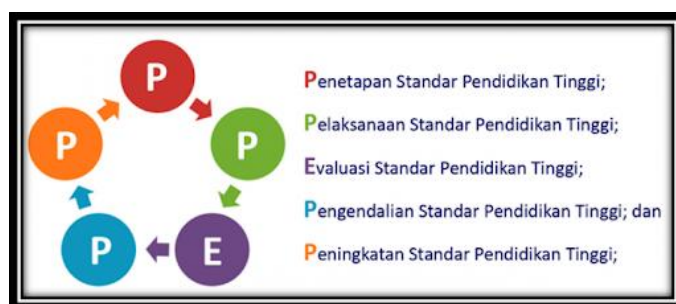 P
P
E
P
P
Penetapan Standar Pendidikan Tinggi;
Pelaksanaan Standar Pendidikan Tinggi;
Evaluasi Standar Pendidikan Tinggi;
Pengendalian Standar Pendidikan Tinggi; dan
Peningkatan Standar Pendidikan Tinggi;